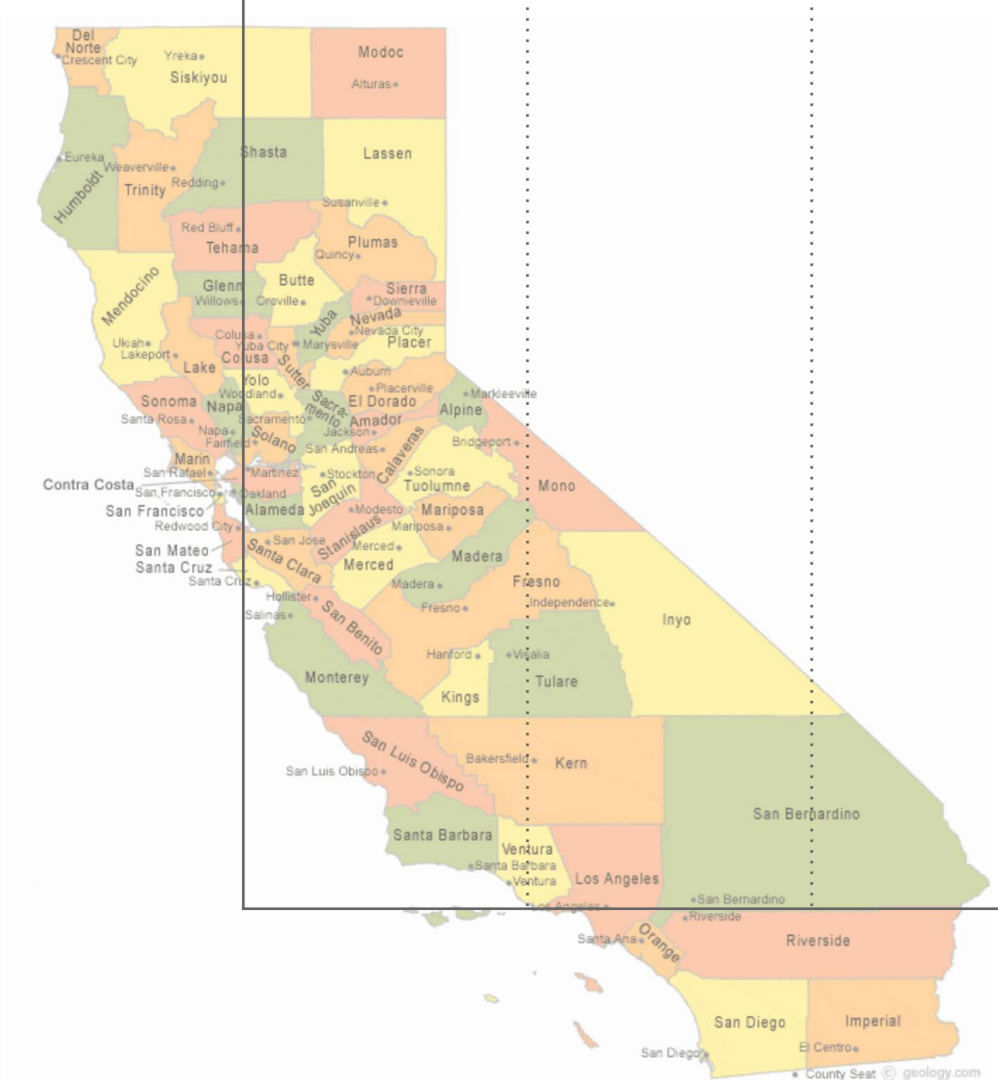 Del
Norte
Crescent City
Yreka
Siskiyou
Modoc
Alturas
Eureka
Humboldt
Weaverville
Trinity
Shasta
Redding
Lassen
Susanville
Red Bluff
Tehama
Plumas
Quincy
Mendocino
Ukiah
Glenn
Willows
Butte
Oroville
Sierra
Downieville
Nevada
Nevada City
Yuba
Marysville
Placer
Auburn
Colusa
Colusa
Yuba City
Sutter
Lakeport
Lake
Yolo
Woodland
Placerville
El Dorado
Sonoma
Santa Rosa
Napa
Napa
Sacramento
Sacra-
mento
Amador
Jackson
Alpine
Markleeville
Fairfield
Solano
San Andreas
Calaveras
Bridgeport
Marin
San Rafael
Martinez
Contra Costa
Stockton
San
Joaquin
Sonora
Tuolumne
Mono
San Francisco
Oakland
San Francisco
Alameda
Modesto
Stanislaus
Mariposa
Mariposa
Redwood City
San Mateo
San Jose
Santa Clara
Merced
Merced
Madera
Madera
Santa Cruz
Santa Cruz
Hollister
San Benito
Fresno
Fresno
Independence
Inyo
Salinas
Monterey
Hanford
Kings
Visalia
Tulare
San Luis Obispo
San Luis Obispo
Bakersfield
Kern
San Bernardino
Santa Barbara
Santa Barbara
Ventura
Ventura
Los Angeles
Los Angeles
San Bernardino
Riverside
Riverside
Santa Ana
Orange
San Diego
San Diego
Imperial
El Centro
County Seat © geology.com